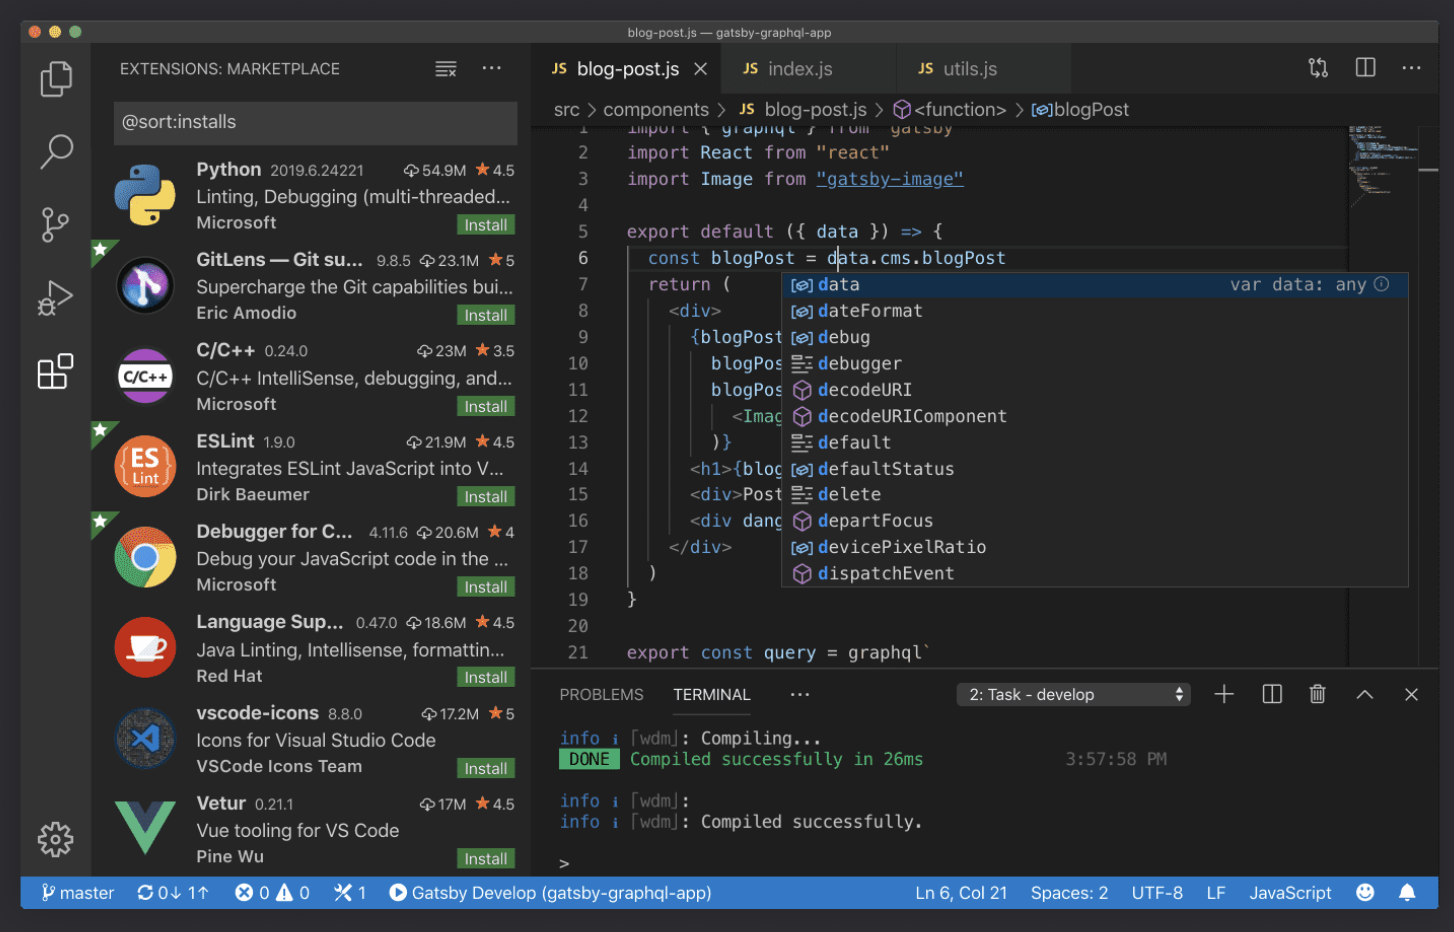 blog-post.js — gatsby-graphql-app
EXTENSIONS: MARKETPLACE
@sort:installs
Python 2019.6.24221 54.9M 4.5
Linting, Debugging (multi-threaded...
Microsoft Install
GitLens — Git su... 9.8.5 23.1M 5
Supercharge the Git capabilities bui...
Eric Amodio Install
C/C++
C/C++ 0.24.0 23M 3.5
C/C++ IntelliSense, debugging, and...
Microsoft Install
ES
Lint
ESLint 1.9.0 21.9M 4.5
Integrates ESLint JavaScript into V...
Dirk Baeumer Install
Debugger for C... 4.11.6 20.6M 4
Debug your JavaScript code in the ...
Microsoft Install
Language Sup... 0.47.0 18.6M 4.5
Java Linting, Intellisense, formattin...
Red Hat Install
vscode-icons 8.8.0 17.2M 5
Icons for Visual Studio Code
VSCode Icons Team Install
Vetur 0.21.1 17M 4.5
Vue tooling for VS Code
Pine Wu Install
JS blog-post.js JS index.js JS utils.js
src > components > JS blog-post.js > <function> > blogPost
1 import { graphql } from "gatsby"
2 import React from "react"
3 import Image from "gatsby-image"
4
5 export default ({ data }) => {
6 const blogPost = data.cms.blogPost
7 return (
8 <div>
9 {blogPost
10 blogPos
11 blogPos
12 <Imag
13 )}
14 <h1>{blog
15 <div>Post
16 <div dang
17 </div>
18 )
19 }
20
21 export const query = graphql`
data var data: any
dateFormat
debug
debugger
decodeURI
decodeURIComponent
default
defaultStatus
delete
departFocus
devicePixelRatio
dispatchEvent
PROBLEMS TERMINAL ... 2: Task - develop
info i ｢wdm｣: Compiling...
DONE Compiled successfully in 26ms 3:57:58 PM
info i ｢wdm｣:
info i ｢wdm｣: Compiled successfully.
>
master 0↓ 1↑ 0 0 1 Gatsby Develop (gatsby-graphql-app) Ln 6, Col 21 Spaces: 2 UTF-8 LF JavaScript